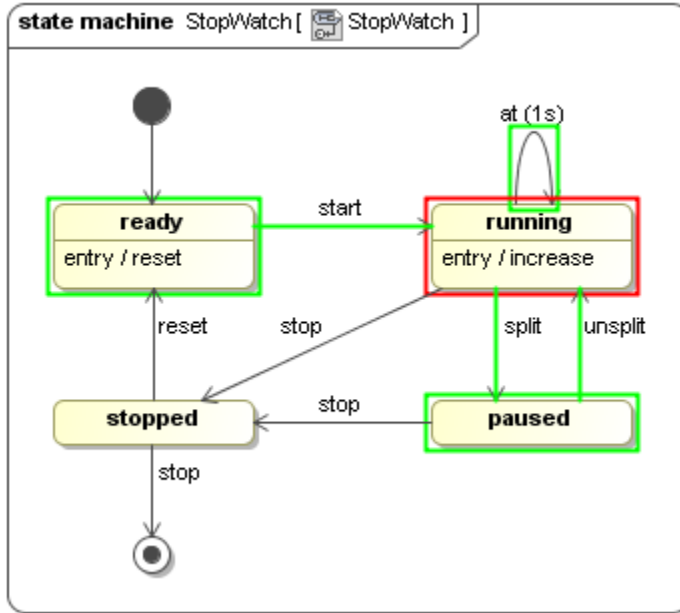 state machine StopWatch [ StopWatch ]
at (1s)
ready
start
running
entry / reset
entry / increase
reset
stop
split
unsplit
stopped
stop
paused
stop